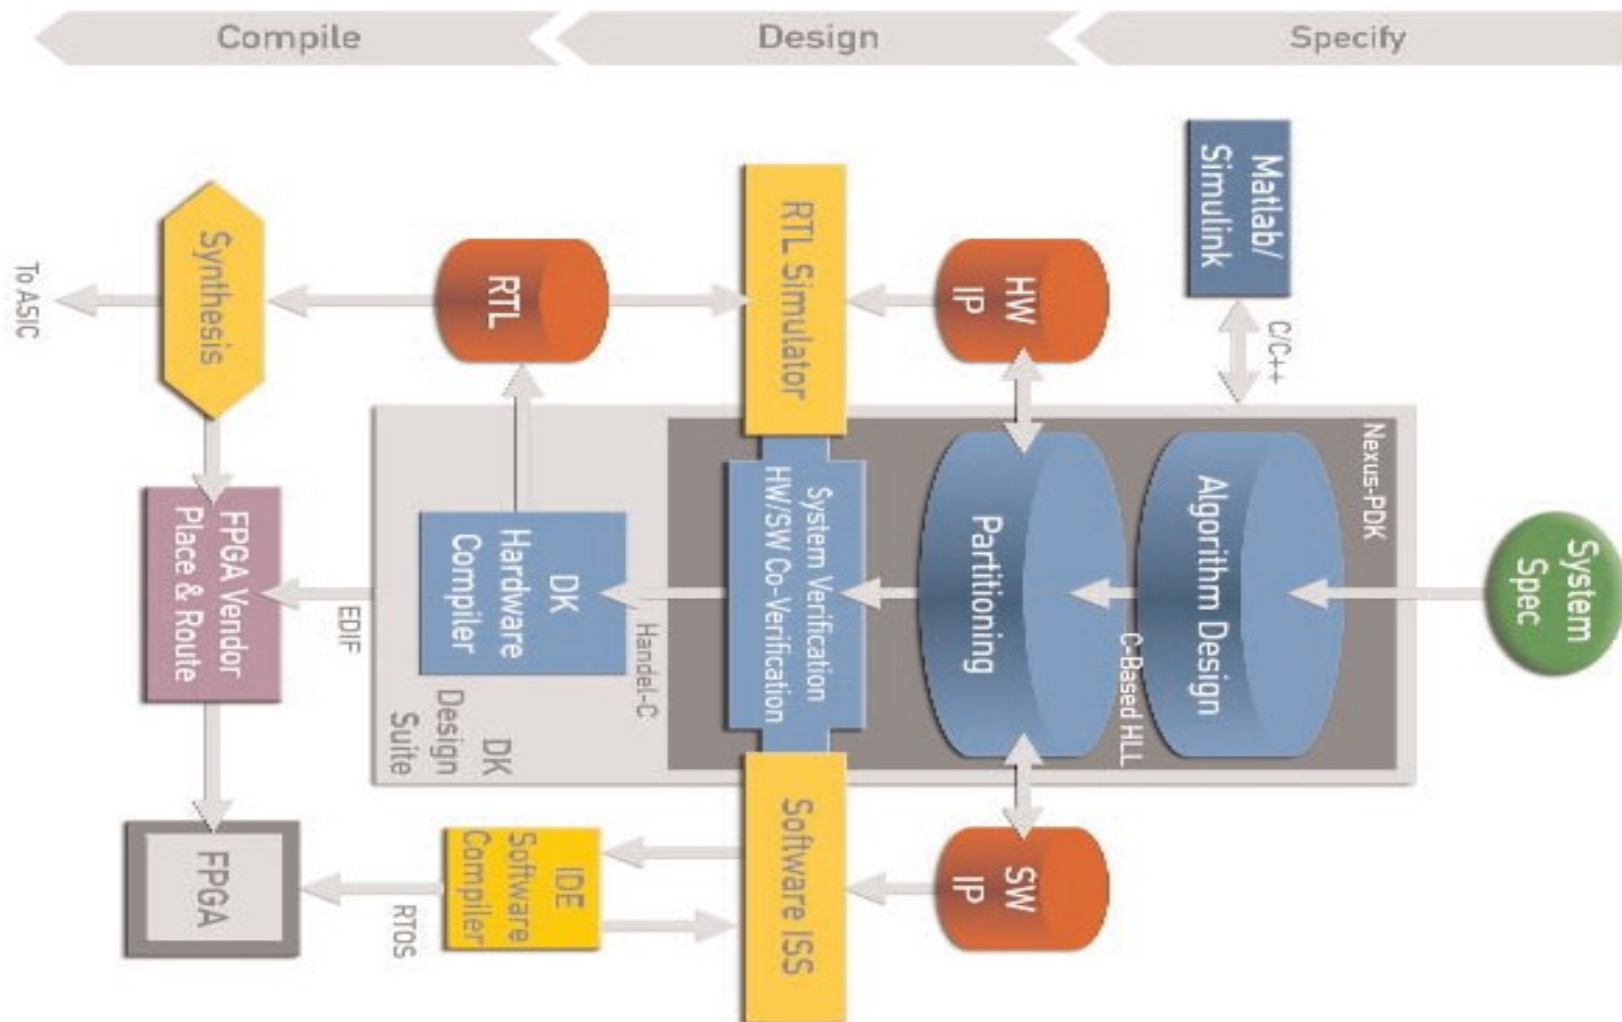 Specify
Design
Compile
System
Spec
Matlab/
Simulink
C/C++
Nexus-PDK
Algorithm Design
C-Based HLL
HW
IP
Partitioning
SW
IP
RTL Simulator
System Verification
HW/SW Co-Verification
Software ISS
Handel-C
RTL
DK
Hardware
Compiler
DK
Design
Suite
IDE
Software
Compiler
EDIF
RTOS
Synthesis
FPGA Vendor
Place & Route
FPGA
To ASIC